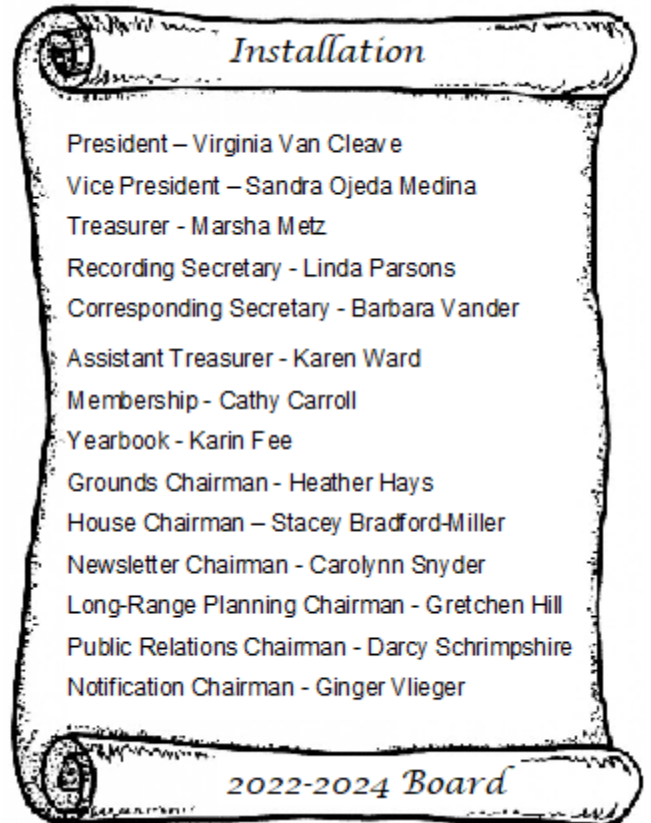 Installation
President – Virginia Van Cleave
Vice President – Sandra Ojeda Medina
Treasurer - Marsha Metz
Recording Secretary - Linda Parsons
Corresponding Secretary - Barbara Vander
Assistant Treasurer - Karen Ward
Membership - Cathy Carroll
Yearbook - Karin Fee
Grounds Chairman - Heather Hays
House Chairman – Stacey Bradford-Miller
Newsletter Chairman - Carolynn Snyder
Long-Range Planning Chairman - Gretchen Hill
Public Relations Chairman - Darcy Schrimpshire
Notification Chairman - Ginger Vlieger
2022-2024 Board